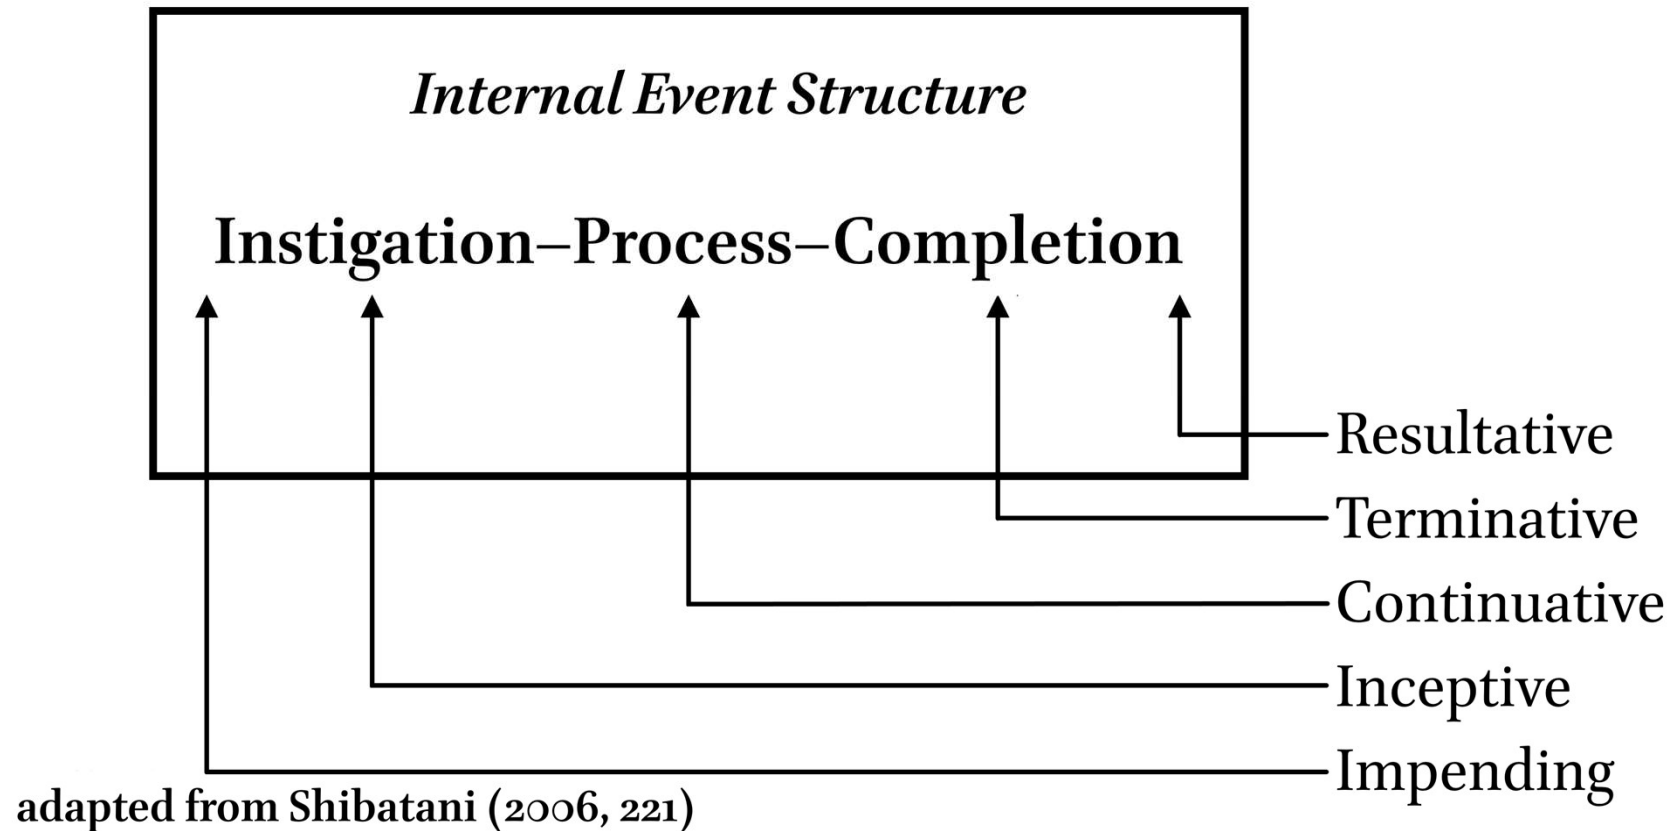 Internal Event Structure
Instigation–Process–Completion
Resultative
Terminative
Continuative
Inceptive
Impending
adapted from Shibatani (2006, 221)